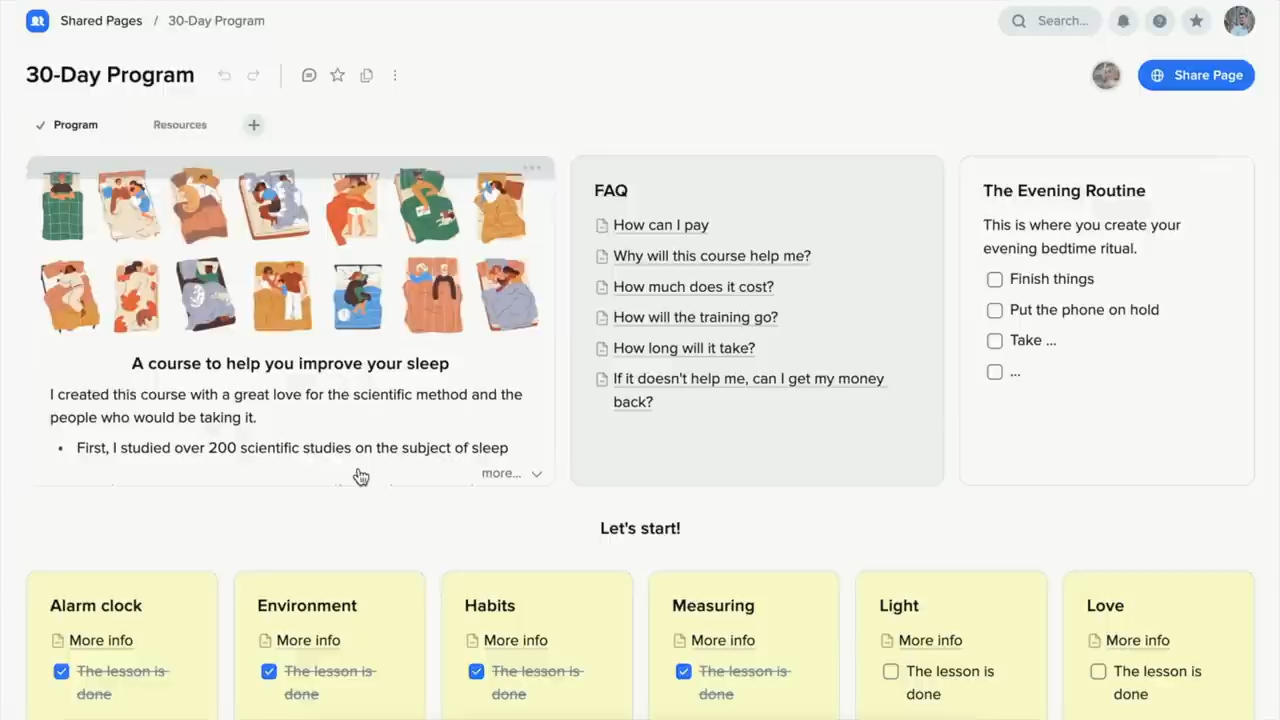 Shared Pages / 30-Day Program
Search...
30-Day Program
Share Page
Program
Resources
A course to help you improve your sleep
I created this course with a great love for the scientific method and the
people who would be taking it.
• First, I studied over 200 scientific studies on the subject of sleep
more...
FAQ
How can I pay
Why will this course help me?
How much does it cost?
How will the training go?
How long will it take?
If it doesn't help me, can I get my money
back?
The Evening Routine
This is where you create your
evening bedtime ritual.
Finish things
Put the phone on hold
Take ...
...
Let's start!
Alarm clock
More info
The lesson is
done
Environment
More info
The lesson is
done
Habits
More info
The lesson is
done
Measuring
More info
The lesson is
done
Light
More info
The lesson is
done
Love
More info
The lesson is
done